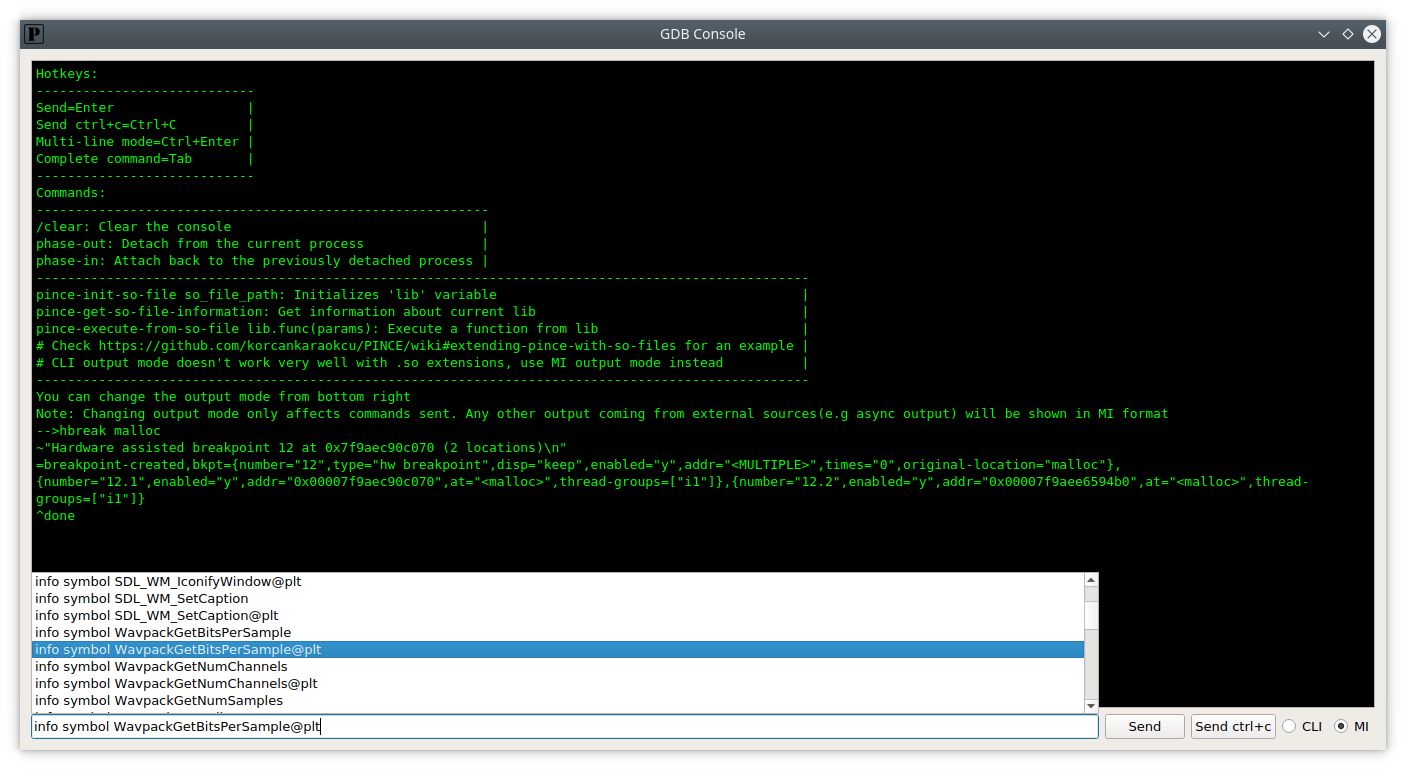 P
GDB Console
Hotkeys:
----------------------------
Send=Enter                 |
Send ctrl+c=Ctrl+C         |
Multi-line mode=Ctrl+Enter |
Complete command=Tab       |
----------------------------
Commands:
----------------------------------------------------------
/clear: Clear the console                                |
phase-out: Detach from the current process               |
phase-in: Attach back to the previously detached process |
---------------------------------------------------------------------------------------------------
pince-init-so-file so_file_path: Initializes 'lib' variable                                       |
pince-get-so-file-information: Get information about current lib                                  |
pince-execute-from-so-file lib.func(params): Execute a function from lib                          |
# Check https://github.com/korcankaraokcu/PINCE/wiki#extending-pince-with-so-files for an example |
# CLI output mode doesn't work very well with .so extensions, use MI output mode instead          |
---------------------------------------------------------------------------------------------------
You can change the output mode from bottom right
Note: Changing output mode only affects commands sent. Any other output coming from external sources(e.g async output) will be shown in MI format
-->hbreak malloc
~"Hardware assisted breakpoint 12 at 0x7f9aec90c070 (2 locations)\n"
=breakpoint-created,bkpt={number="12",type="hw breakpoint",disp="keep",enabled="y",addr="<MULTIPLE>",times="0",original-location="malloc"},
{number="12.1",enabled="y",addr="0x00007f9aec90c070",at="<malloc>",thread-groups=["i1"]},{number="12.2",enabled="y",addr="0x00007f9aee6594b0",at="<malloc>",thread-
groups=["i1"]}
^done
info symbol SDL_WM_IconifyWindow@plt
info symbol SDL_WM_SetCaption
info symbol SDL_WM_SetCaption@plt
info symbol WavpackGetBitsPerSample
info symbol WavpackGetBitsPerSample@plt
info symbol WavpackGetNumChannels
info symbol WavpackGetNumChannels@plt
info symbol WavpackGetNumSamples
info symbol WavpackGetBitsPerSample@plt
Send
Send ctrl+c
CLI
MI